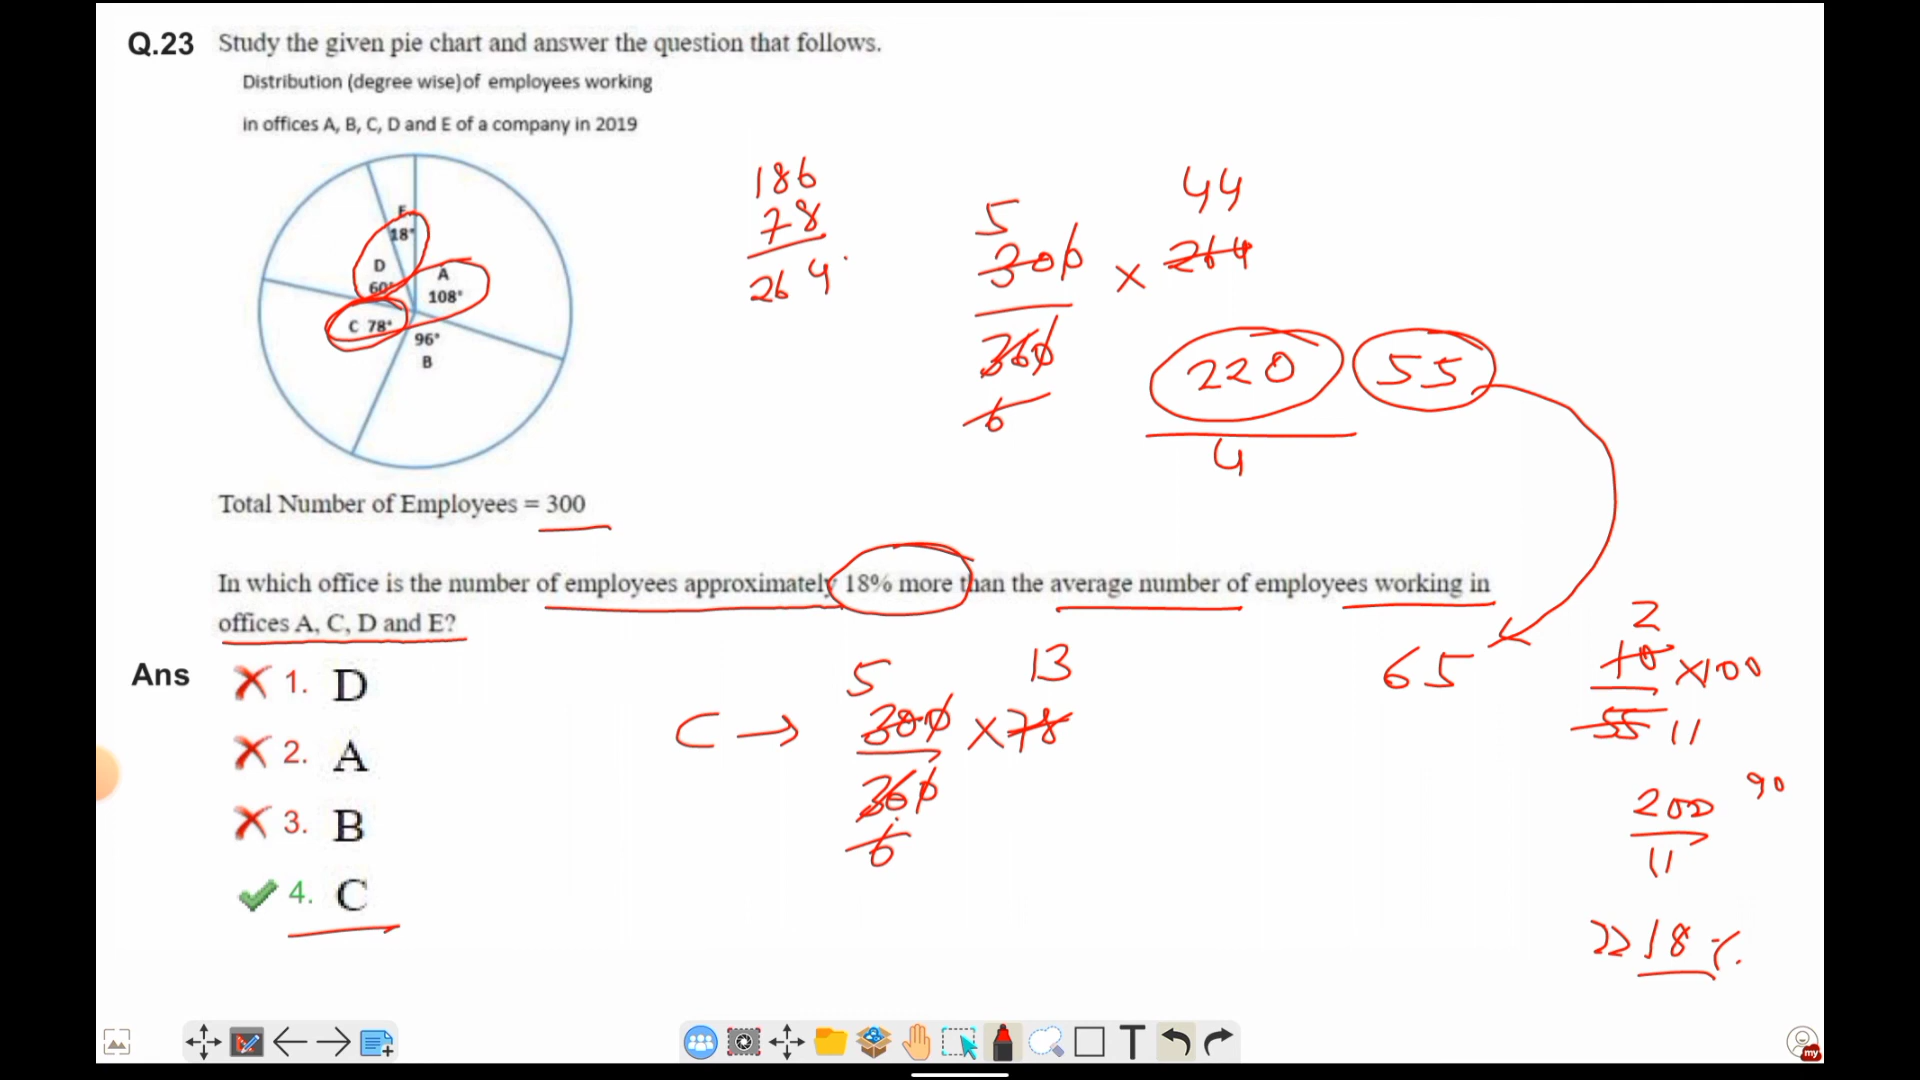 Q.23 Study the given pie chart and answer the question that follows.
Distribution (degree wise)of employees working
in offices A, B, C, D and E of a company in 2019
E
18°
D
60°
A
108°
C 78°
96°
B
186
78
264
5
300
360
6
×
44
264
220
4
55
Total Number of Employees = 300
In which office is the number of employees approximately 18% more than the average number of employees working in
offices A, C, D and E?
Ans
1. D
2. A
3. B
4. C
C → 300 × 78
5 13
360
6
65
2
10 ×100
55 11
200 90
11
18 %
T
my